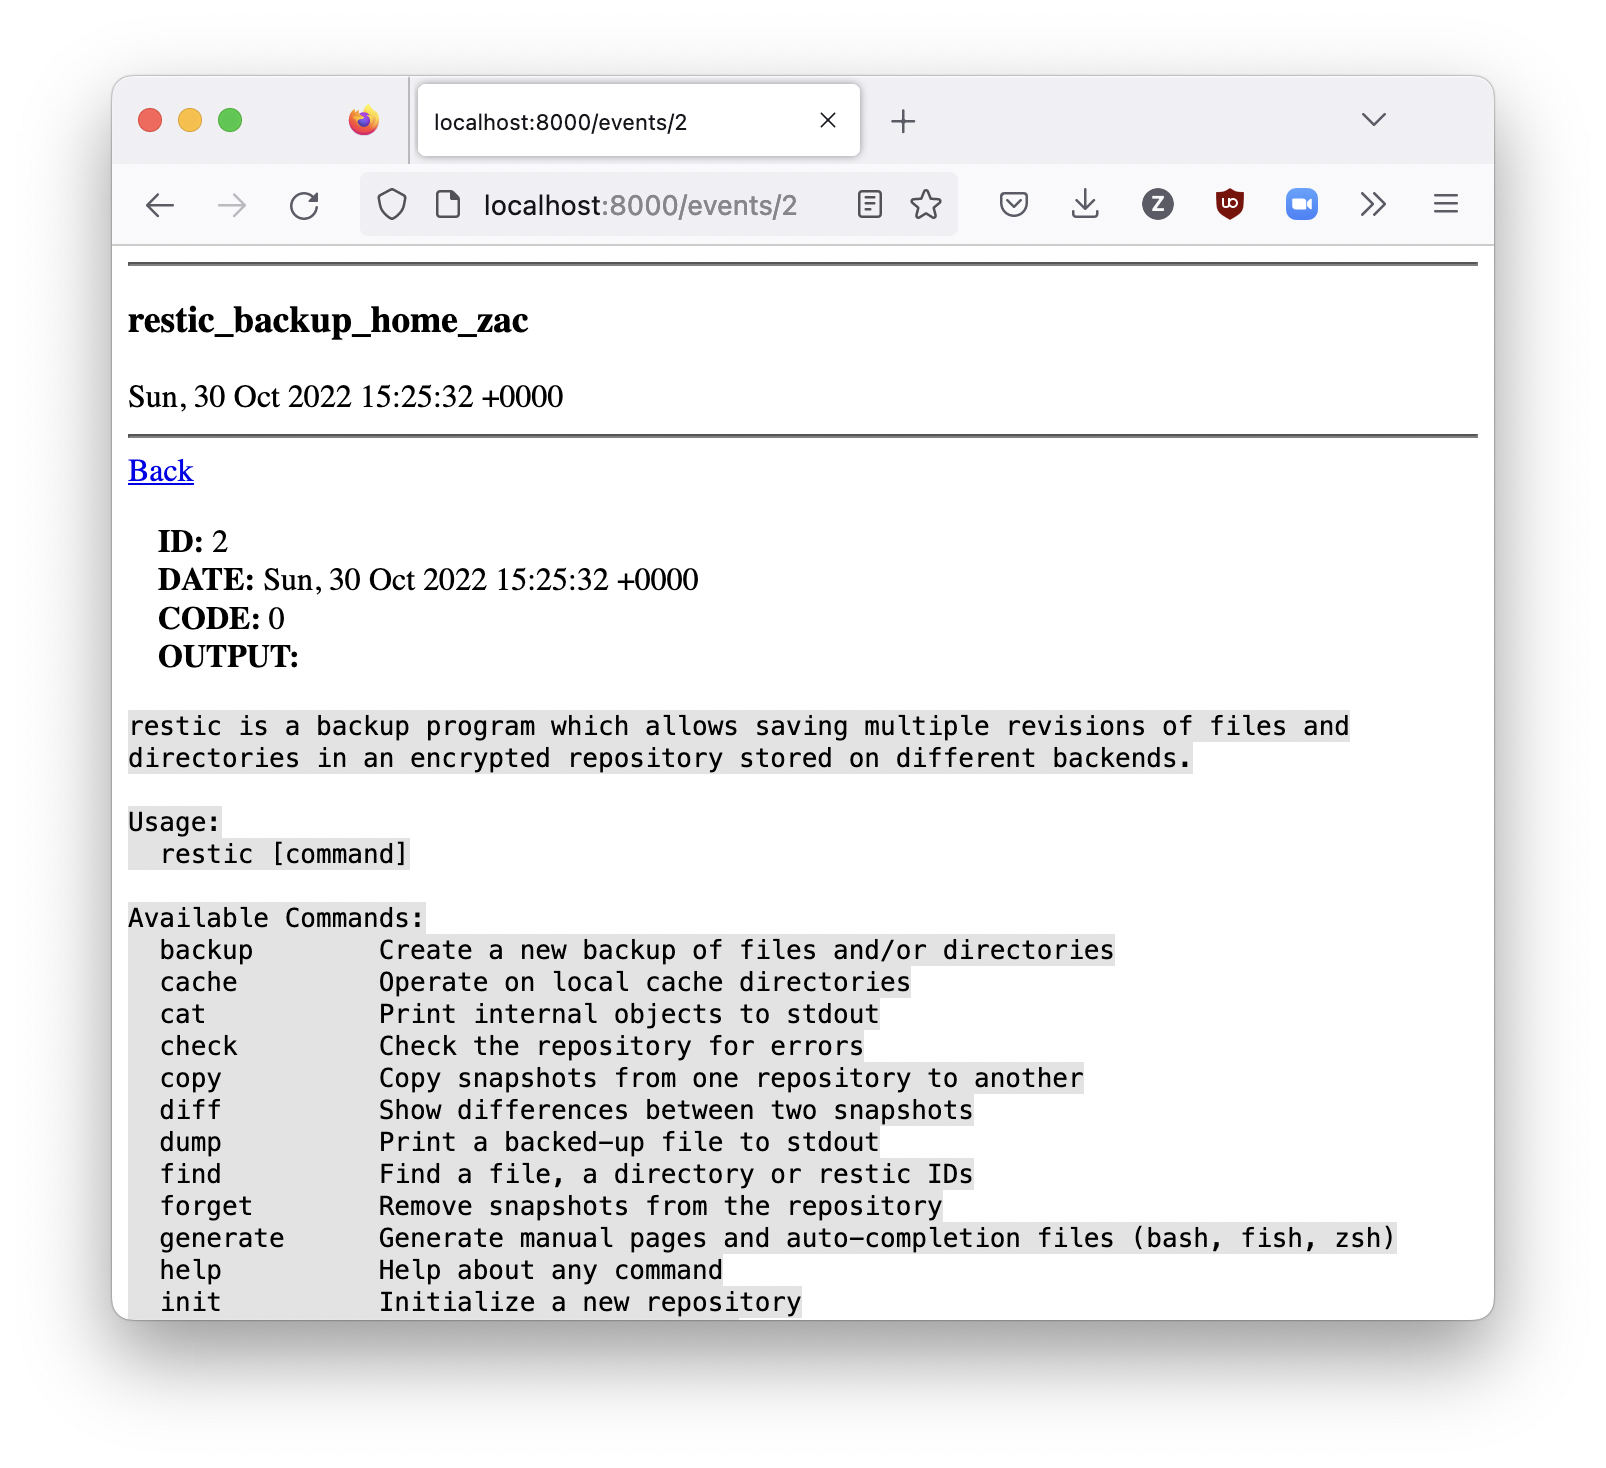 localhost:8000/events/2
localhost:8000/events/2
Z
restic_backup_home_zac
Sun, 30 Oct 2022 15:25:32 +0000
Back
ID: 2
DATE: Sun, 30 Oct 2022 15:25:32 +0000
CODE: 0
OUTPUT:
restic is a backup program which allows saving multiple revisions of files and
directories in an encrypted repository stored on different backends.
Usage:
  restic [command]
Available Commands:
  backup        Create a new backup of files and/or directories
  cache         Operate on local cache directories
  cat           Print internal objects to stdout
  check         Check the repository for errors
  copy          Copy snapshots from one repository to another
  diff          Show differences between two snapshots
  dump          Print a backed-up file to stdout
  find          Find a file, a directory or restic IDs
  forget        Remove snapshots from the repository
  generate      Generate manual pages and auto-completion files (bash, fish, zsh)
  help          Help about any command
  init          Initialize a new repository